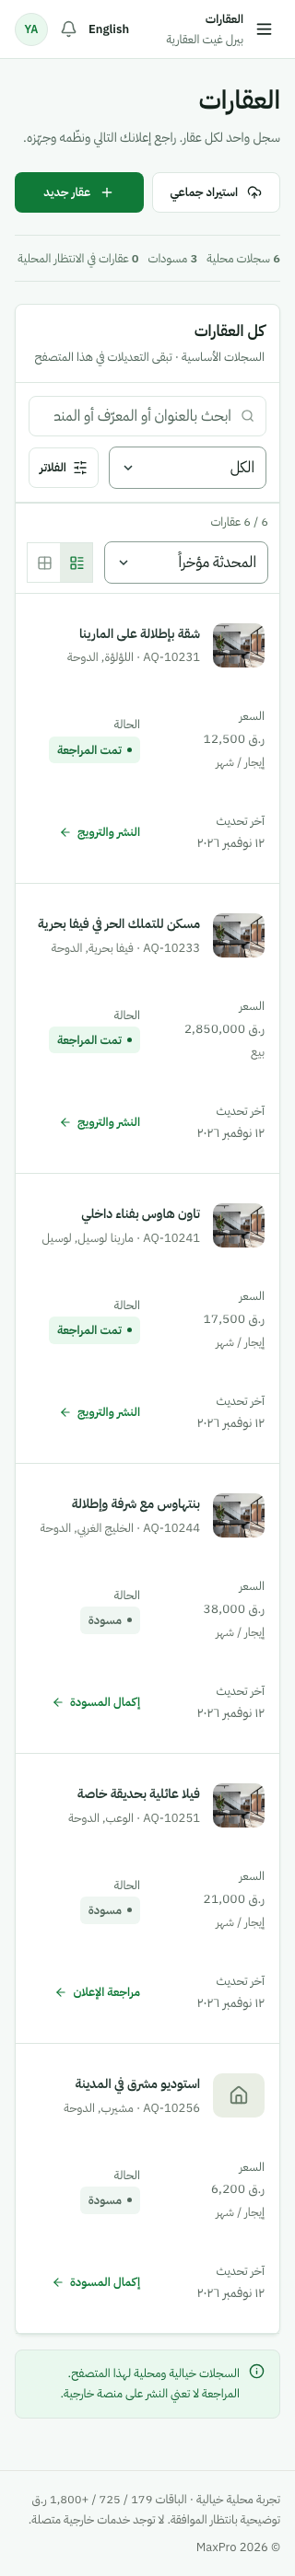 العقارات
بيرل غيت العقارية
English
YA
العقارات
سجل واحد لكل عقار. راجع إعلانك التالي ونظّمه وجهّزه.
استيراد جماعي
عقار جديد
6 سجلات محلية 3 مسودات 0 عقارات في الانتظار المحلية
كل العقارات
السجلات الأساسية · تبقى التعديلات في هذا المتصفح
ابحث بالعنوان أو المعرّف أو المند
الكل
الفلاتر
6 / 6 عقارات
المحدثة مؤخراً
شقة بإطلالة على المارينا
AQ-10231 · اللؤلؤة, الدوحة
السعر
ر.ق 12,500
إيجار / شهر
الحالة
تمت المراجعة
آخر تحديث
١٢ نوفمبر ٢٠٢٦
النشر والترويج
مسكن للتملك الحر في فيفا بحرية
AQ-10233 · فيفا بحرية, الدوحة
السعر
ر.ق 2,850,000
بيع
الحالة
تمت المراجعة
آخر تحديث
١٢ نوفمبر ٢٠٢٦
النشر والترويج
تاون هاوس بفناء داخلي
AQ-10241 · مارينا لوسيل, لوسيل
السعر
ر.ق 17,500
إيجار / شهر
الحالة
تمت المراجعة
آخر تحديث
١٢ نوفمبر ٢٠٢٦
النشر والترويج
بنتهاوس مع شرفة وإطلالة
AQ-10244 · الخليج الغربي, الدوحة
السعر
ر.ق 38,000
إيجار / شهر
الحالة
مسودة
آخر تحديث
١٢ نوفمبر ٢٠٢٦
إكمال المسودة
فيلا عائلية بحديقة خاصة
AQ-10251 · الوعب, الدوحة
السعر
ر.ق 21,000
إيجار / شهر
الحالة
مسودة
آخر تحديث
١٢ نوفمبر ٢٠٢٦
مراجعة الإعلان
استوديو مشرق في المدينة
AQ-10256 · مشيرب, الدوحة
السعر
ر.ق 6,200
إيجار / شهر
الحالة
مسودة
آخر تحديث
١٢ نوفمبر ٢٠٢٦
إكمال المسودة
السجلات خيالية ومحلية لهذا المتصفح.
المراجعة لا تعني النشر على منصة خارجية.
تجربة محلية خيالية · الباقات 179 / 725 / +1,800 ر.ق
توضيحية بانتظار الموافقة. لا توجد خدمات خارجية متصلة.
© 2026 MaxPro